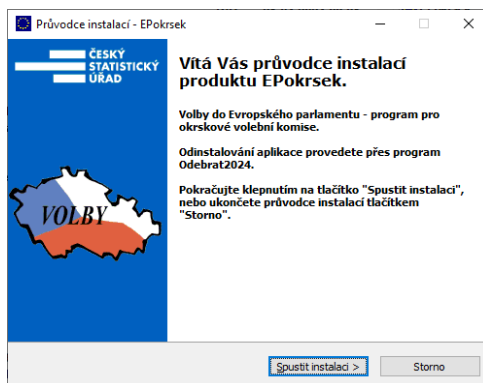 Průvodce instalací - EPokrsek
ČESKÝ
STATISTICKÝ
ÚŘAD
Vítá Vás průvodce instalací
produktu EPokrsek.
Volby do Evropského parlamentu - program pro
okrskové volební komise.
Odinstalování aplikace provedete přes program
Odebrat2024.
Pokračujte klepnutím na tlačítko "Spustit instalaci",
nebo ukončete průvodce instalací tlačítkem
"Storno".
VOLBY
Spustit instalaci >
Storno